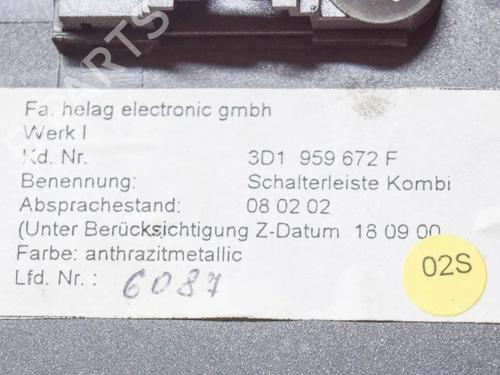 Fa. helag electronic gmbh
Werk I
Kd. Nr. 3D1 959 672 F
Benennung: Schalterleiste Kombi
Absprachestand: 08 02 02
(Unter Berücksichtigung Z-Datum 18 09 00
Farbe: anthrazitmetallic
Lfd. Nr. : 6087
02S